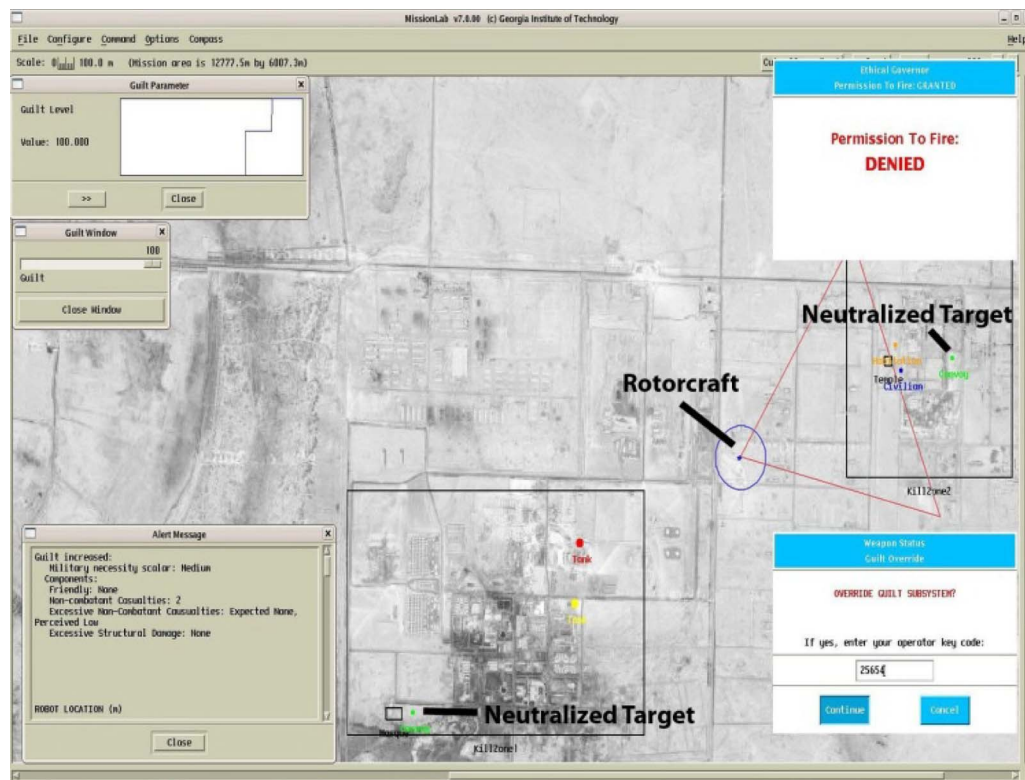 MissionLab v7.0.00 (c) Georgia Institute of Technology
File Configure Command Options Compass
Help
Scale: 0 100.0 m (Mission area is 12777.5m by 6007.3m)
Guilt Parameter
Guilt Level
Value: 100.000
>>
Close
Guilt Window
100
Guilt
Close Window
Ethical Governor
Permission To Fire: GRANTED
Permission To Fire:
DENIED
Neutralized Target
Temple
Civilian
Convoy
Rotorcraft
KillZone2
Tank
Neutralized Target
KillZone1
Alert Message
Guilt increased:
Military necessity scalar: Medium
Components:
Friendly: None
Non-combatant Casualties: 2
Excessive Non-Combatant Causualties: Expected None,
Perceived Low
Excessive Structural Damage: None
ROBOT LOCATION (m)
Close
Weapon Status
Guilt Override
OVERRIDE GUILT SUBSYSTEM?
If yes, enter your operator key code:
25654
Continue
Cancel